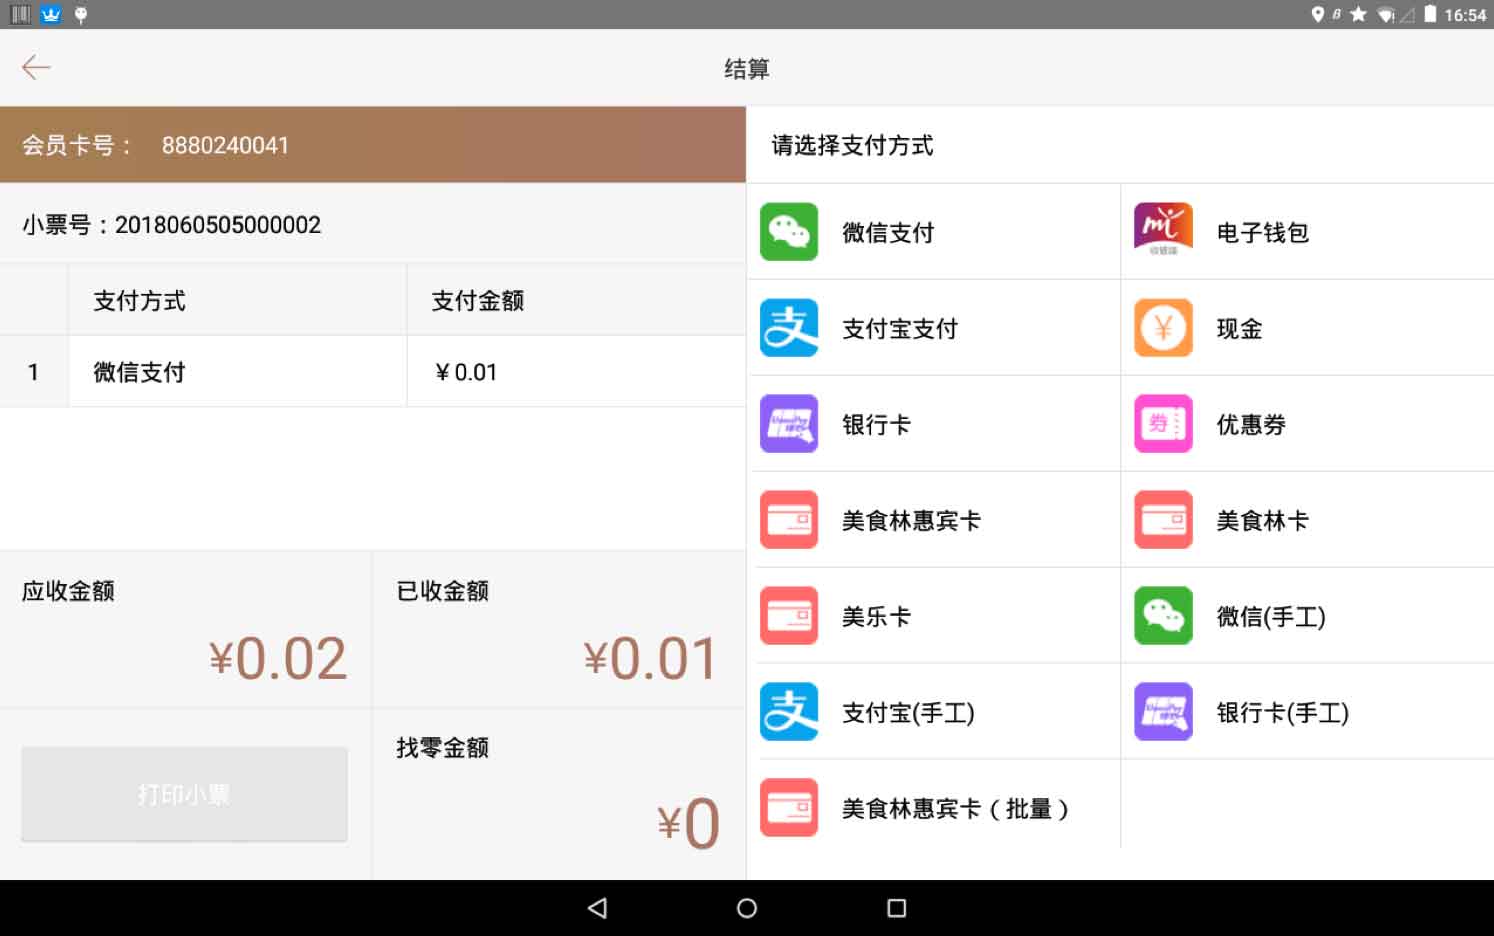 16:54
结算
会员卡号： 8880240041
小票号：2018060505000002
支付方式 支付金额
1 微信支付 ¥0.01
应收金额 已收金额
¥0.02 ¥0.01
打印小票
找零金额
¥0
请选择支付方式
微信支付 电子钱包
支付宝支付 现金
银行卡 优惠券
美食林惠宾卡 美食林卡
美乐卡 微信(手工)
支付宝(手工) 银行卡(手工)
美食林惠宾卡（批量）